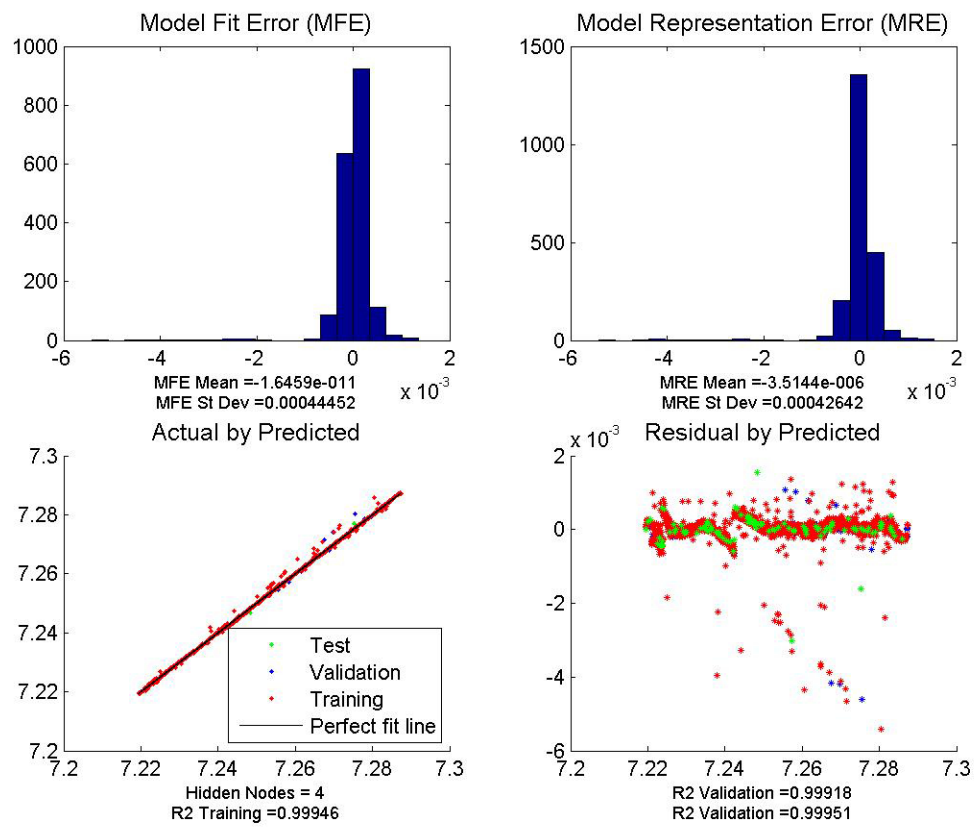 Model Fit Error (MFE)
1000
800
600
400
200
0
-6
-4
-2
0
2
x 10⁻³
MFE Mean =-1.6459e-011
MFE St Dev =0.00044452
Model Representation Error (MRE)
1500
1000
500
0
-6
-4
-2
0
2
x 10⁻³
MRE Mean =-3.5144e-006
MRE St Dev =0.00042642
Actual by Predicted
7.3
7.28
7.26
7.24
7.22
7.2
7.2
7.22
7.24
7.26
7.28
7.3
Test
Validation
Training
Perfect fit line
Hidden Nodes = 4
R2 Training =0.99946
Residual by Predicted
x 10⁻³
2
0
-2
-4
-6
7.2
7.22
7.24
7.26
7.28
7.3
R2 Validation =0.99918
R2 Validation =0.99951